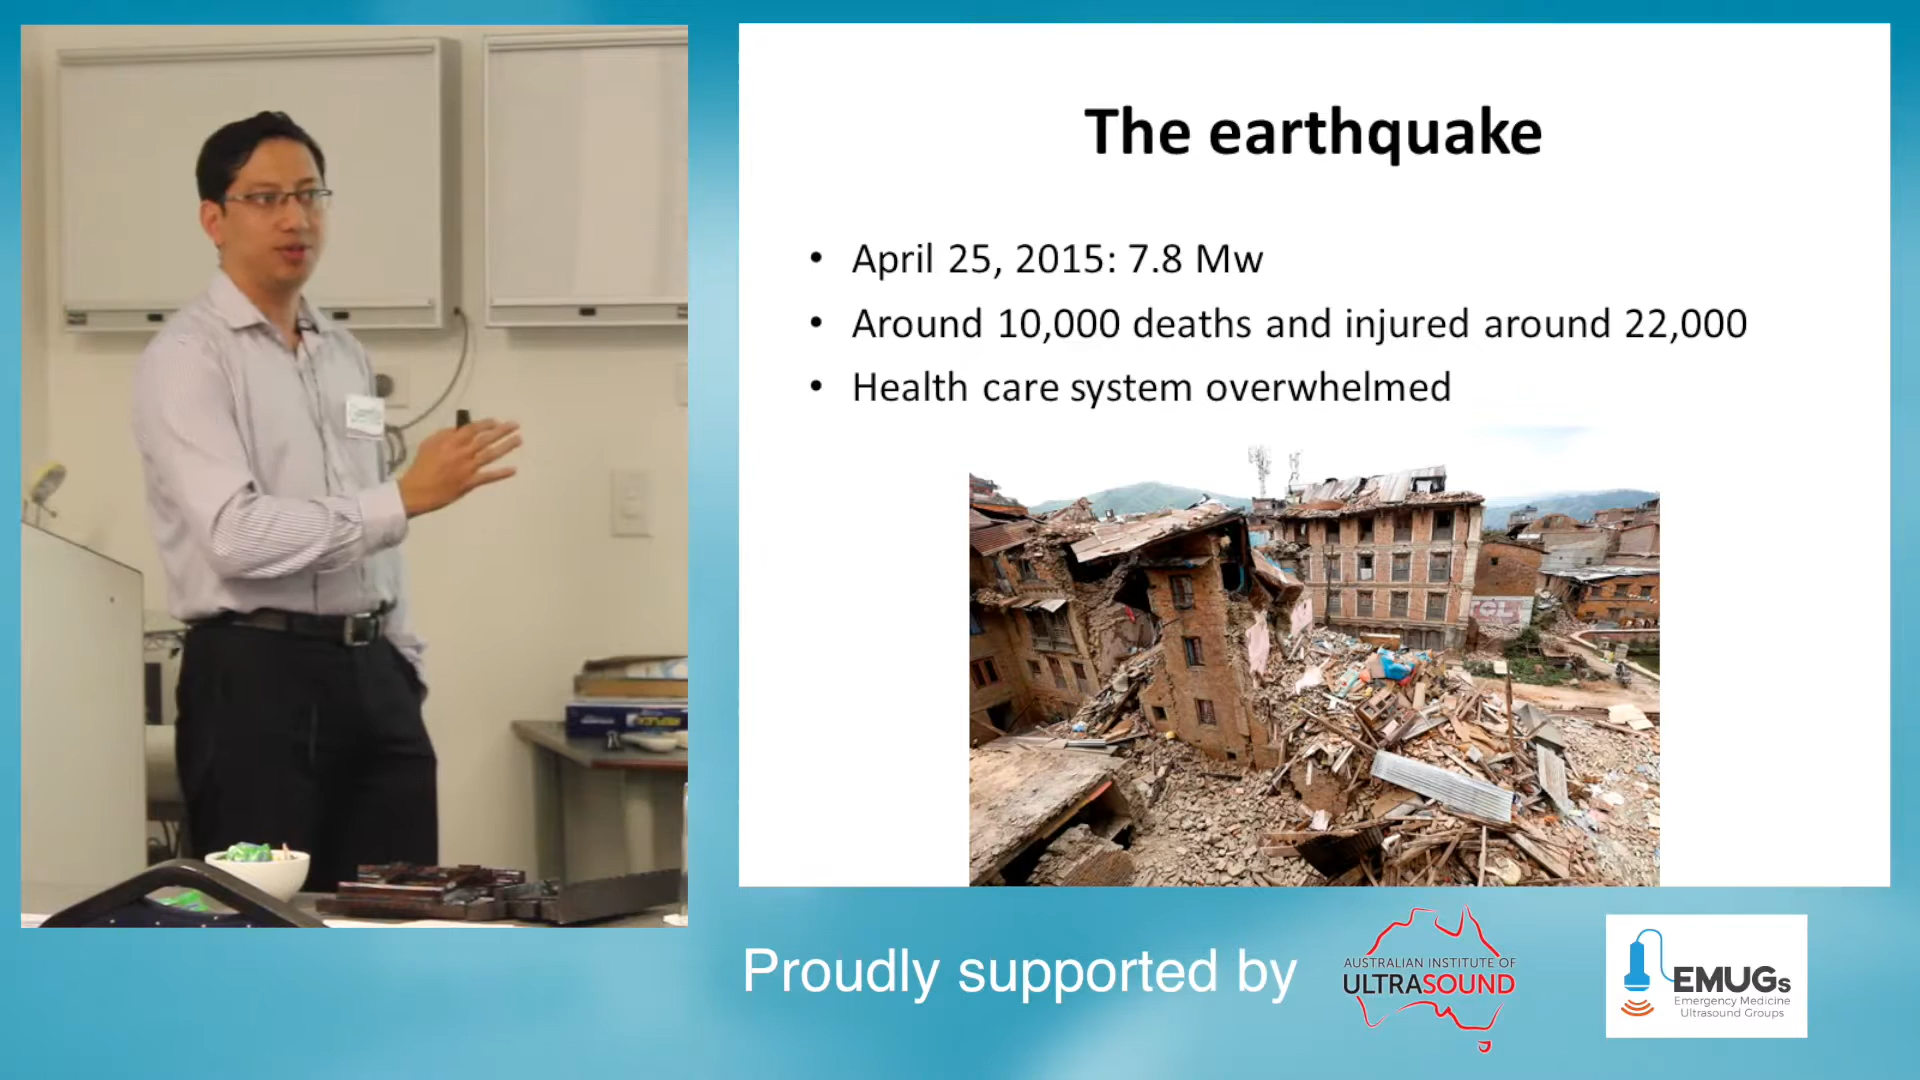 The earthquake
• April 25, 2015: 7.8 Mw
• Around 10,000 deaths and injured around 22,000
• Health care system overwhelmed
Proudly supported by
AUSTRALIAN INSTITUTE OF
ULTRASOUND
EMUGs
Emergency Medicine
Ultrasound Groups